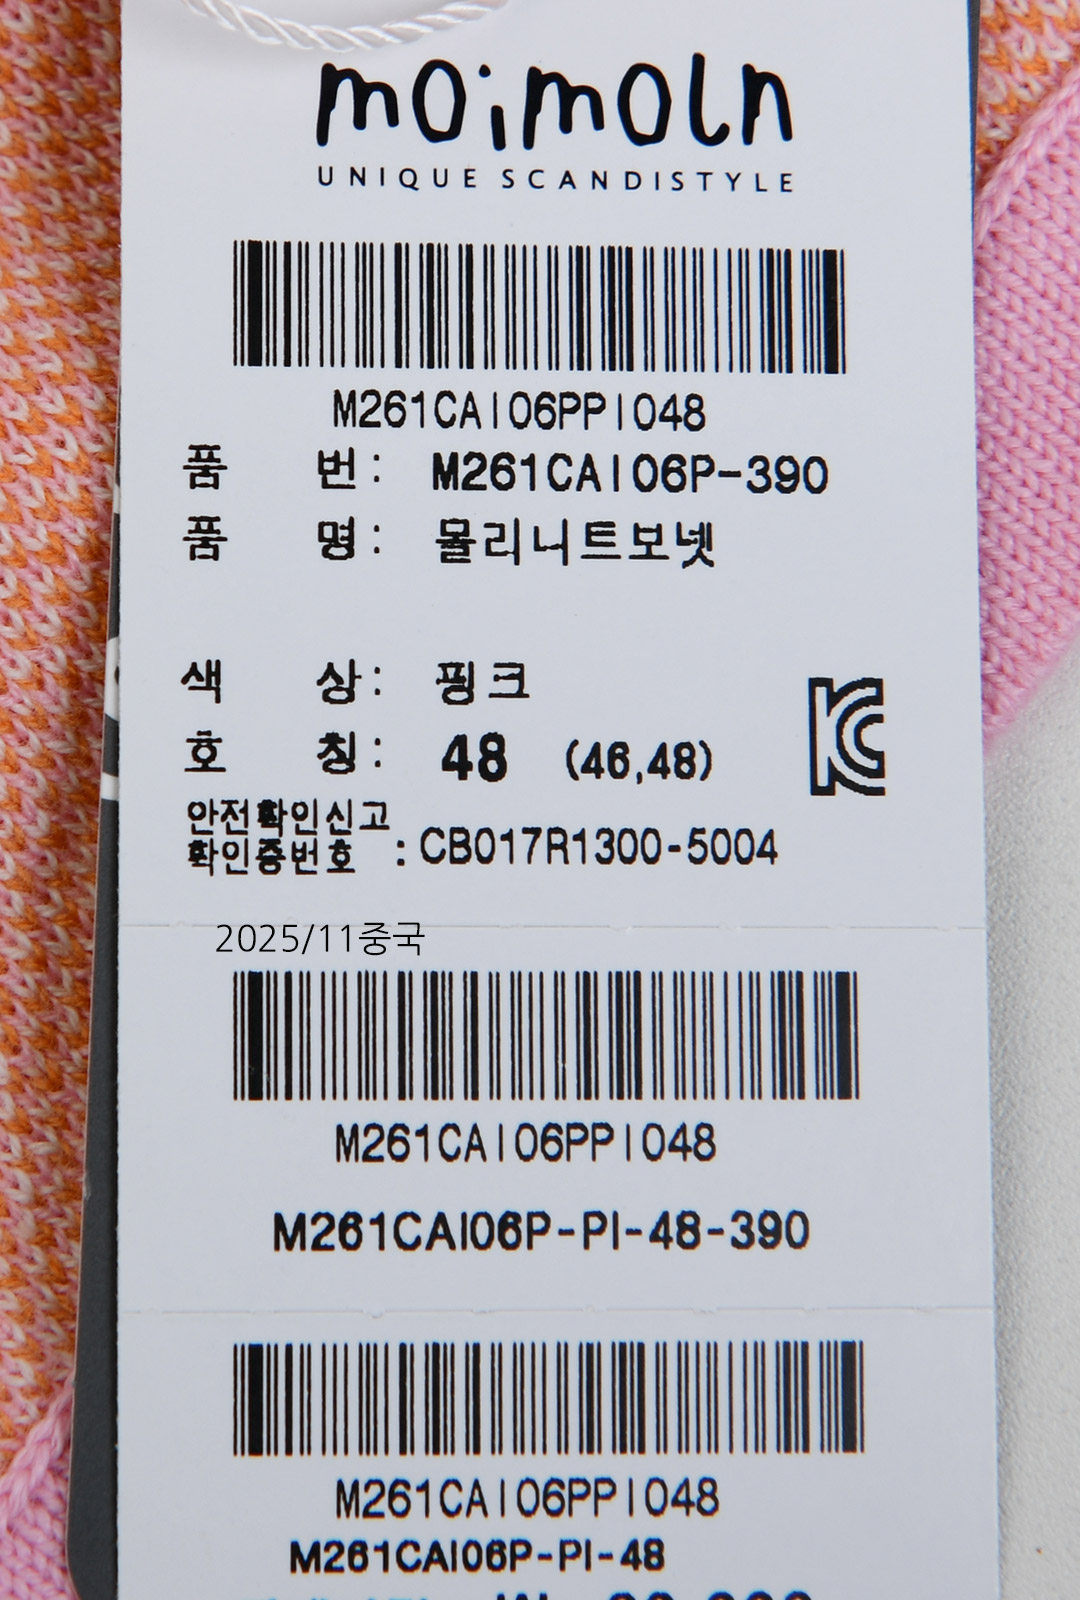 moimoln
UNIQUE SCANDISTYLE
M261CAI06PPI048
품 번: M261CAI06P-390
품 명: 몰리니트보넷
색 상: 핑크
호 칭: 48 (46,48)
안전확인신고
확인증번호 : CB017R1300-5004
2025/11중국
M261CAI06PPI048
M261CAI06P-PI-48-390
M261CAI06PPI048
M261CAI06P-PI-48